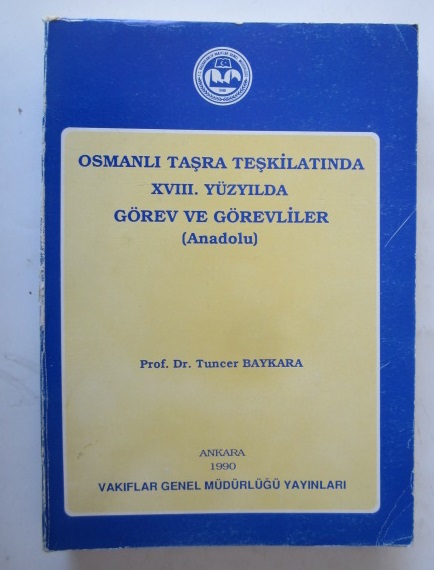 OSMANLI TAŞRA TEŞKİLATINDA
XVIII. YÜZYILDA
GÖREV VE GÖREVLİLER
(Anadolu)
Prof. Dr. Tuncer BAYKARA
ANKARA
1990
VAKIFLAR GENEL MÜDÜRLÜĞÜ YAYINLARI